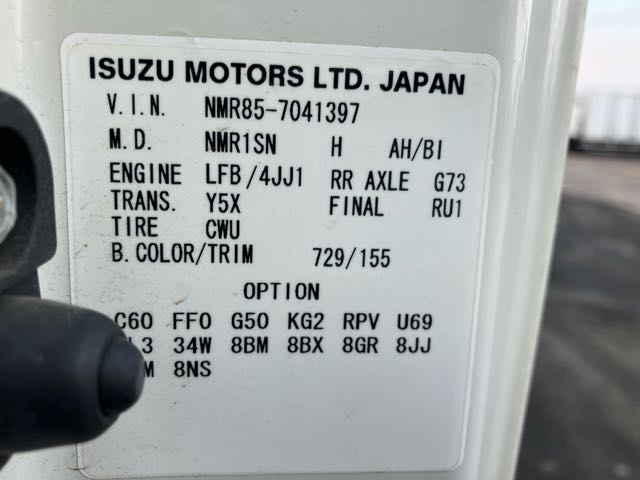 ISUZU MOTORS LTD. JAPAN
V.I.N. NMR85-7041397
M.D. NMR1SN H AH/BI
ENGINE LFB/4JJ1 RR AXLE G73
TRANS. Y5X FINAL RU1
TIRE CWU
B.COLOR/TRIM 729/155
OPTION
C60 FF0 G50 KG2 RPV U69
34W 8BM 8BX 8GR 8JJ
8NS